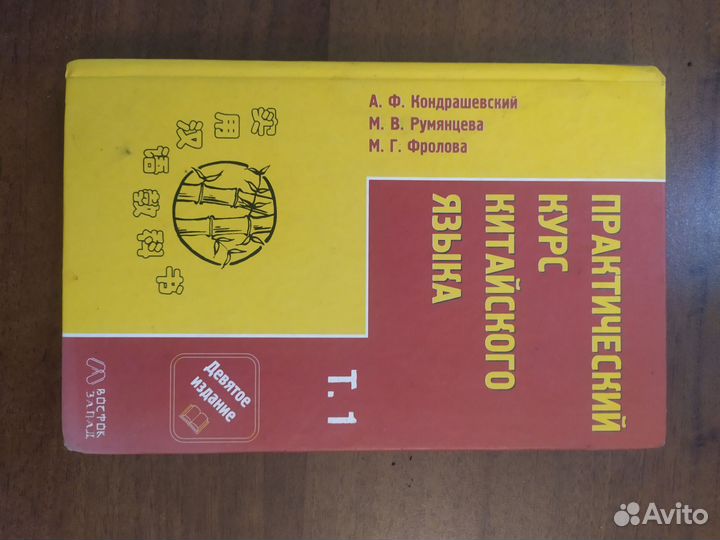 А. Ф. Кондрашевский
М. В. Румянцева
М. Г. Фролова
ПРАКТИЧЕСКИЙ
КУРС
КИТАЙСКОГО
ЯЗЫКА
实用汉语教科书
Т. 1
Девятое
издание
ВОСТОК
ЗАПАД
Avito